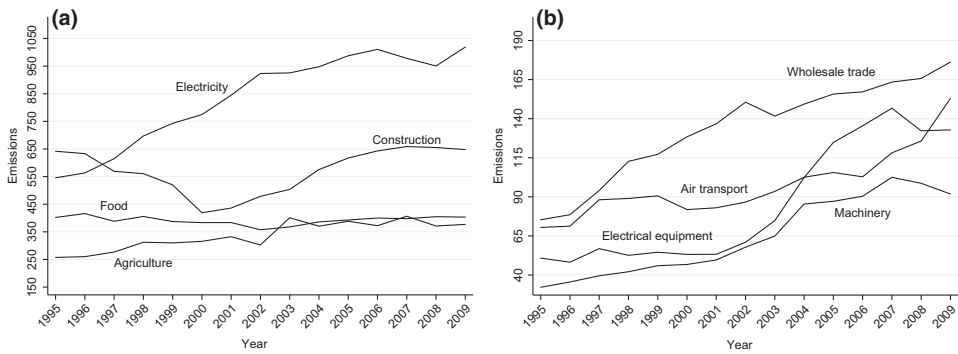 (a)
Emissions
1050
950
850
750
650
550
450
350
250
150
Electricity
Construction
Food
Agriculture
1995 1996 1997 1998 1999 2000 2001 2002 2003 2004 2005 2006 2007 2008 2009
Year
(b)
Emissions
190
165
140
115
90
65
40
Wholesale trade
Air transport
Machinery
Electrical equipment
1995 1996 1997 1998 1999 2000 2001 2002 2003 2004 2005 2006 2007 2008 2009
Year